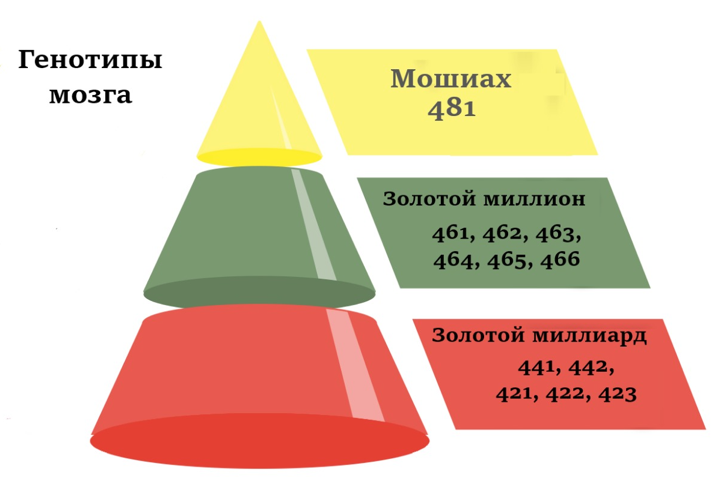 Генотипы
мозга
Мошиах
481
Золотой миллион
461, 462, 463,
464, 465, 466
Золотой миллиард
441, 442,
421, 422, 423